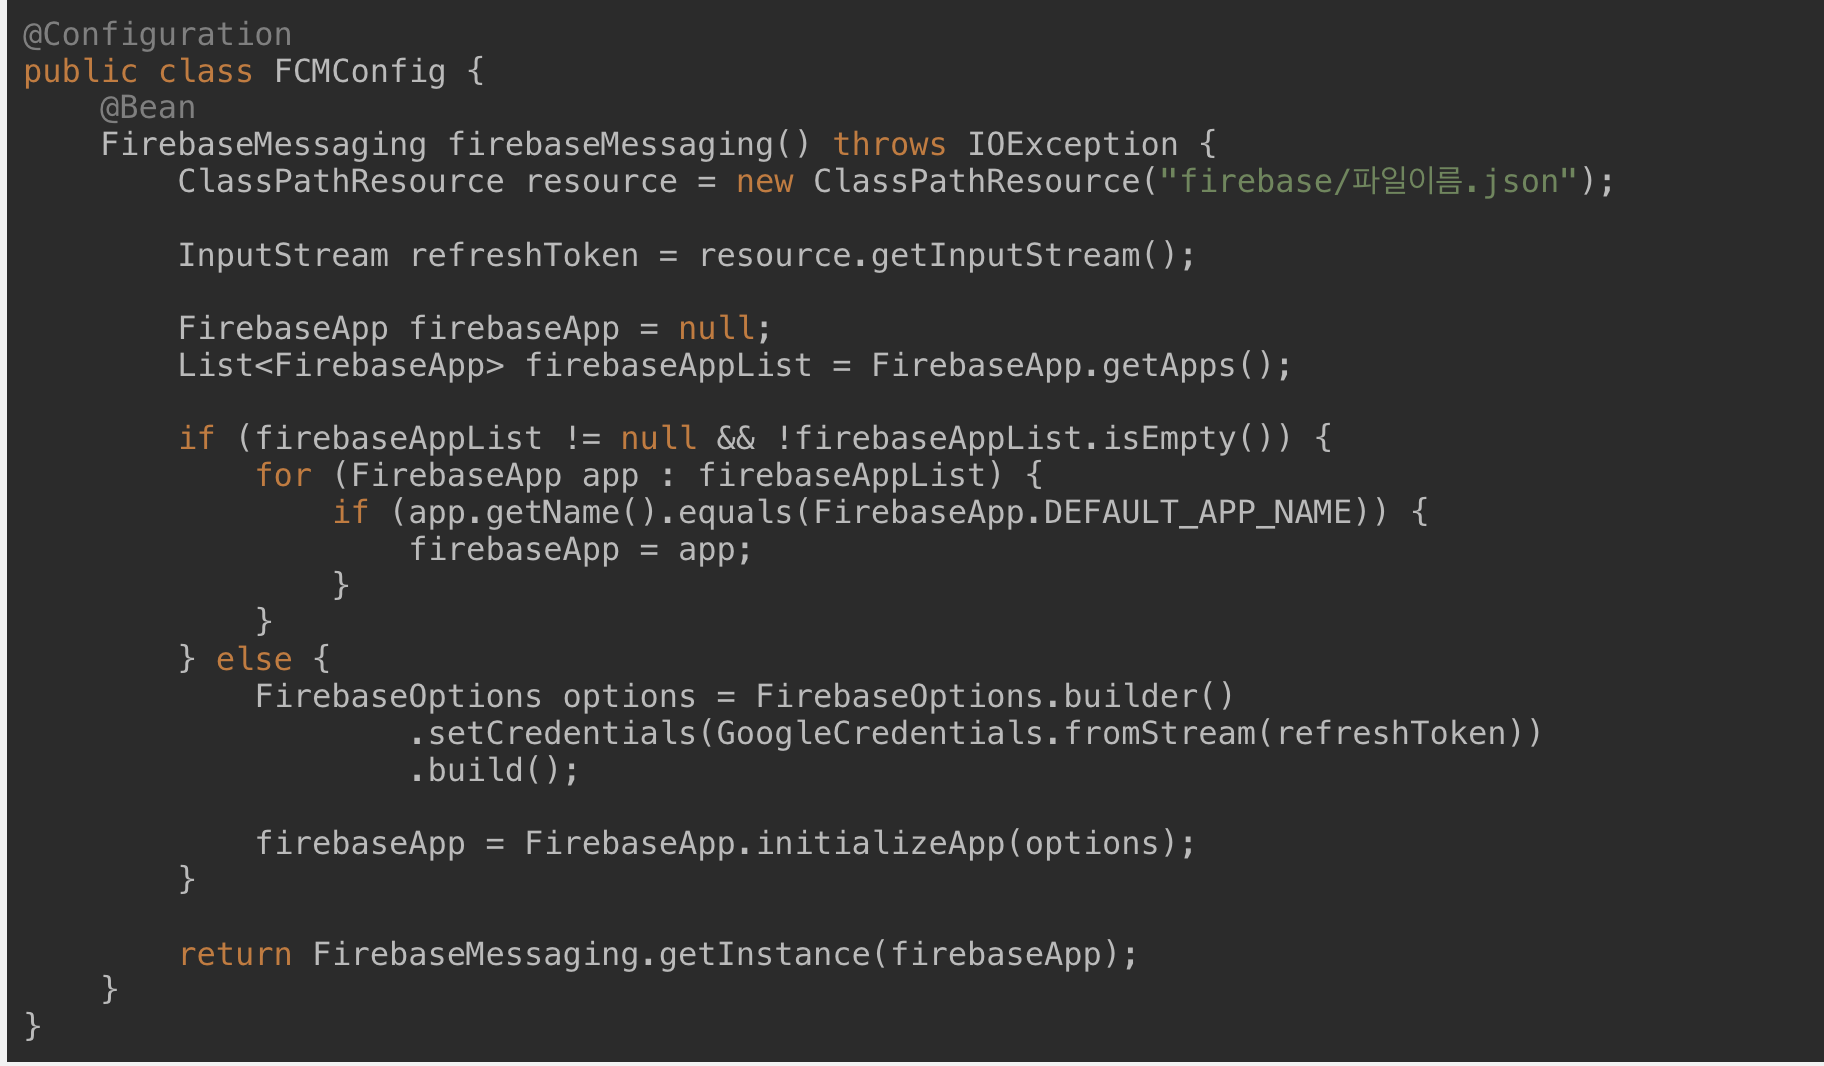 @Configuration
public class FCMConfig {
    @Bean
    FirebaseMessaging firebaseMessaging() throws IOException {
        ClassPathResource resource = new ClassPathResource("firebase/파일이름.json");

        InputStream refreshToken = resource.getInputStream();

        FirebaseApp firebaseApp = null;
        List<FirebaseApp> firebaseAppList = FirebaseApp.getApps();

        if (firebaseAppList != null && !firebaseAppList.isEmpty()) {
            for (FirebaseApp app : firebaseAppList) {
                if (app.getName().equals(FirebaseApp.DEFAULT_APP_NAME)) {
                    firebaseApp = app;
                }
            }
        } else {
            FirebaseOptions options = FirebaseOptions.builder()
                    .setCredentials(GoogleCredentials.fromStream(refreshToken))
                    .build();

            firebaseApp = FirebaseApp.initializeApp(options);
        }

        return FirebaseMessaging.getInstance(firebaseApp);
    }
}